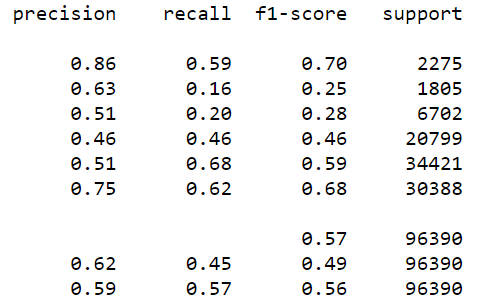 precision recall f1-score support
0.86 0.59 0.70 2275
0.63 0.16 0.25 1805
0.51 0.20 0.28 6702
0.46 0.46 0.46 20799
0.51 0.68 0.59 34421
0.75 0.62 0.68 30388
0.57 96390
0.62 0.45 0.49 96390
0.59 0.57 0.56 96390